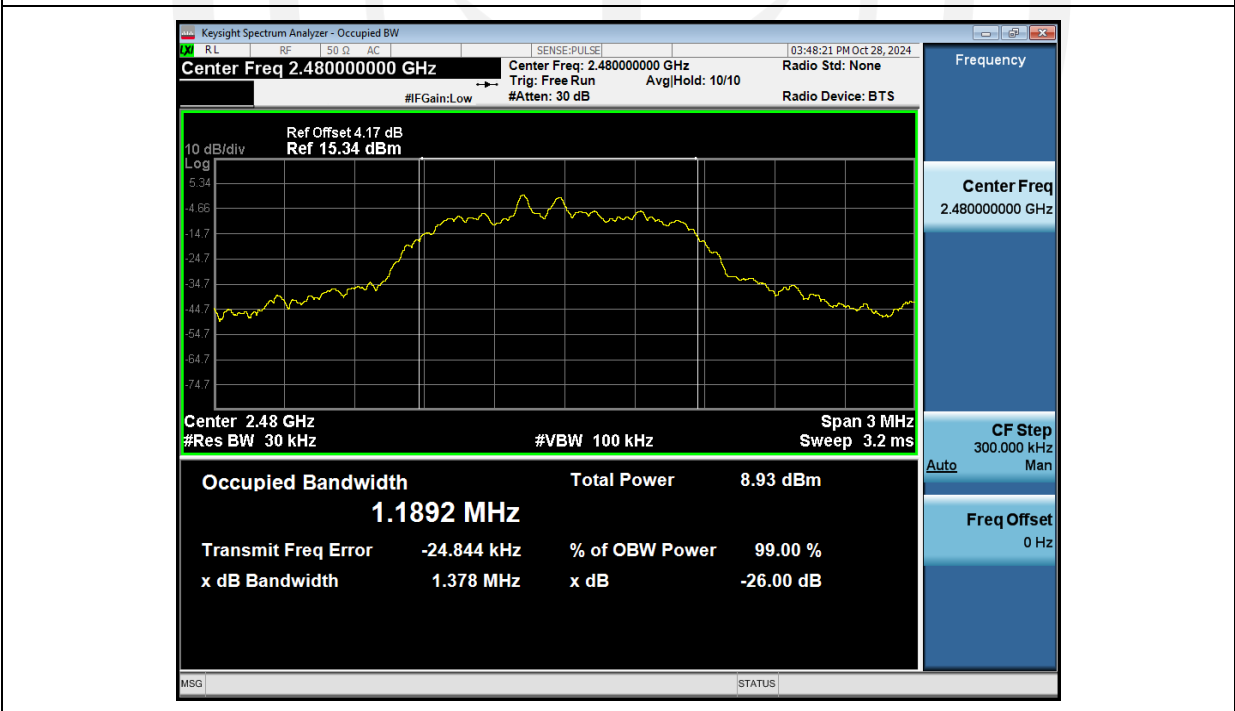 Keysight Spectrum Analyzer - Occupied BW
LXI RL RF 50 Ω AC SENSE:PULSE 03:48:21 PM Oct 28, 2024
Center Freq 2.480000000 GHz
Center Freq: 2.480000000 GHz Radio Std: None
Trig: Free Run Avg|Hold: 10/10
#IFGain:Low #Atten: 30 dB Radio Device: BTS
Ref Offset 4.17 dB
10 dB/div Ref 15.34 dBm
Log
5.34
-4.66
-14.7
-24.7
-34.7
-44.7
-54.7
-64.7
-74.7
Center 2.48 GHz Span 3 MHz
#Res BW 30 kHz #VBW 100 kHz Sweep 3.2 ms
Occupied Bandwidth Total Power 8.93 dBm
1.1892 MHz
Transmit Freq Error -24.844 kHz % of OBW Power 99.00 %
x dB Bandwidth 1.378 MHz x dB -26.00 dB
MSG STATUS
Frequency
Center Freq
2.480000000 GHz
CF Step
300.000 kHz
Auto Man
Freq Offset
0 Hz